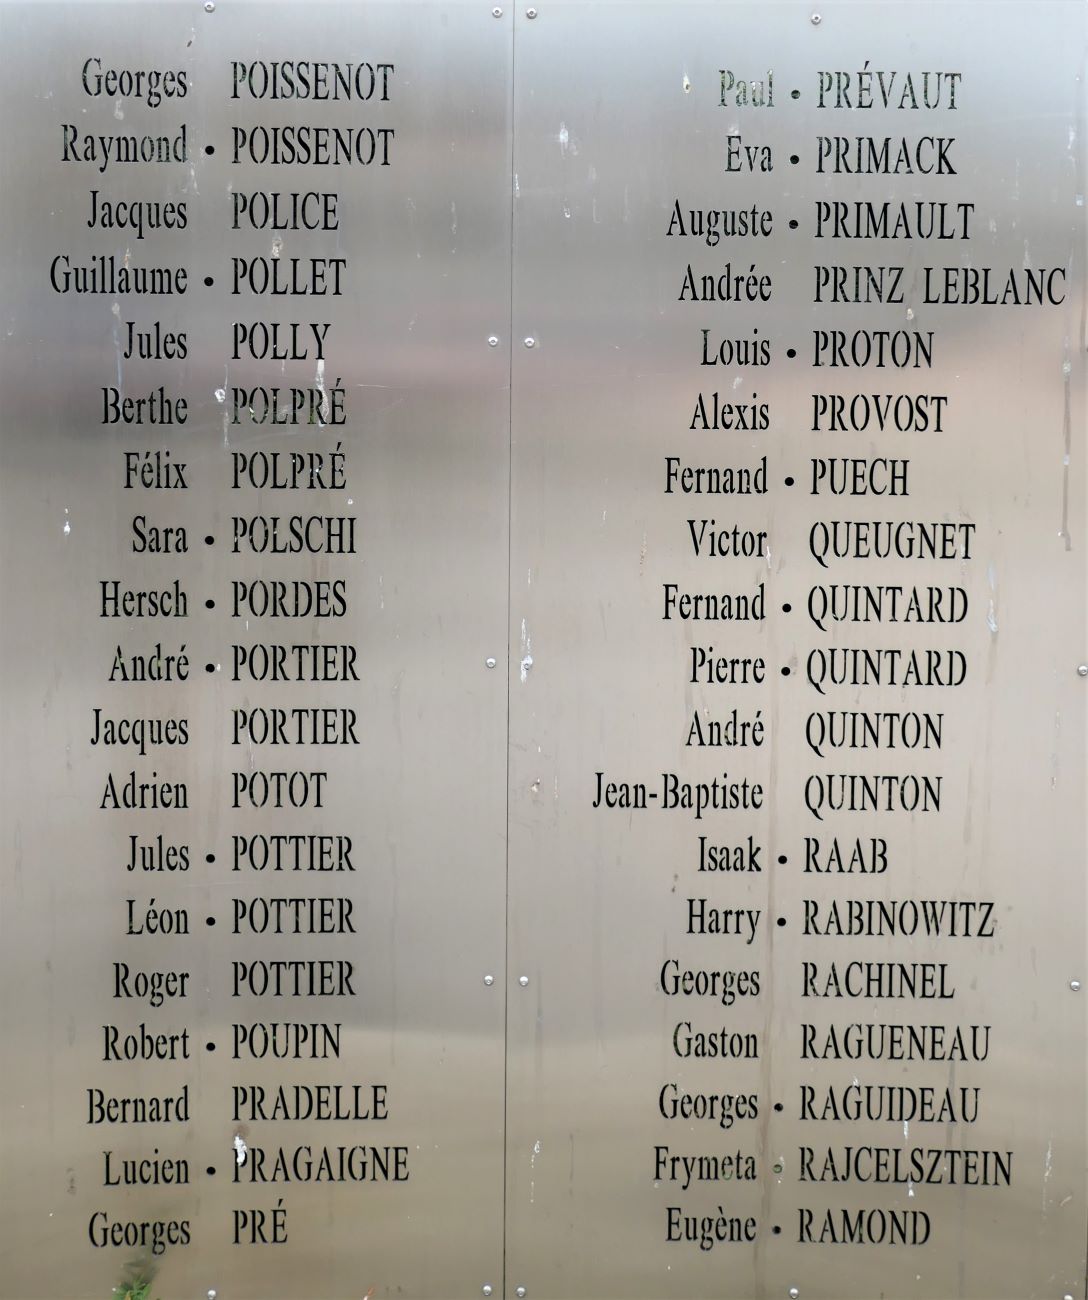 Georges POISSENOT
Raymond • POISSENOT
Jacques POLICE
Guillaume • POLLET
Jules POLLY
Berthe POLPRÉ
Félix POLPRÉ
Sara • POLSCHI
Hersch • PORDES
André • PORTIER
Jacques PORTIER
Adrien POTOT
Jules • POTTIER
Léon • POTTIER
Roger POTTIER
Robert • POUPIN
Bernard PRADELLE
Lucien • PRAGAIGNE
Georges PRÉ
Paul • PRÉVAUT
Eva • PRIMACK
Auguste • PRIMAULT
Andrée PRINZ LEBLANC
Louis • PROTON
Alexis PROVOST
Fernand • PUECH
Victor QUEUGNET
Fernand • QUINTARD
Pierre • QUINTARD
André QUINTON
Jean-Baptiste QUINTON
Isaak • RAAB
Harry • RABINOWITZ
Georges RACHINEL
Gaston RAGUENEAU
Georges • RAGUIDEAU
Frymeta • RAJCELSZTEIN
Eugène • RAMOND